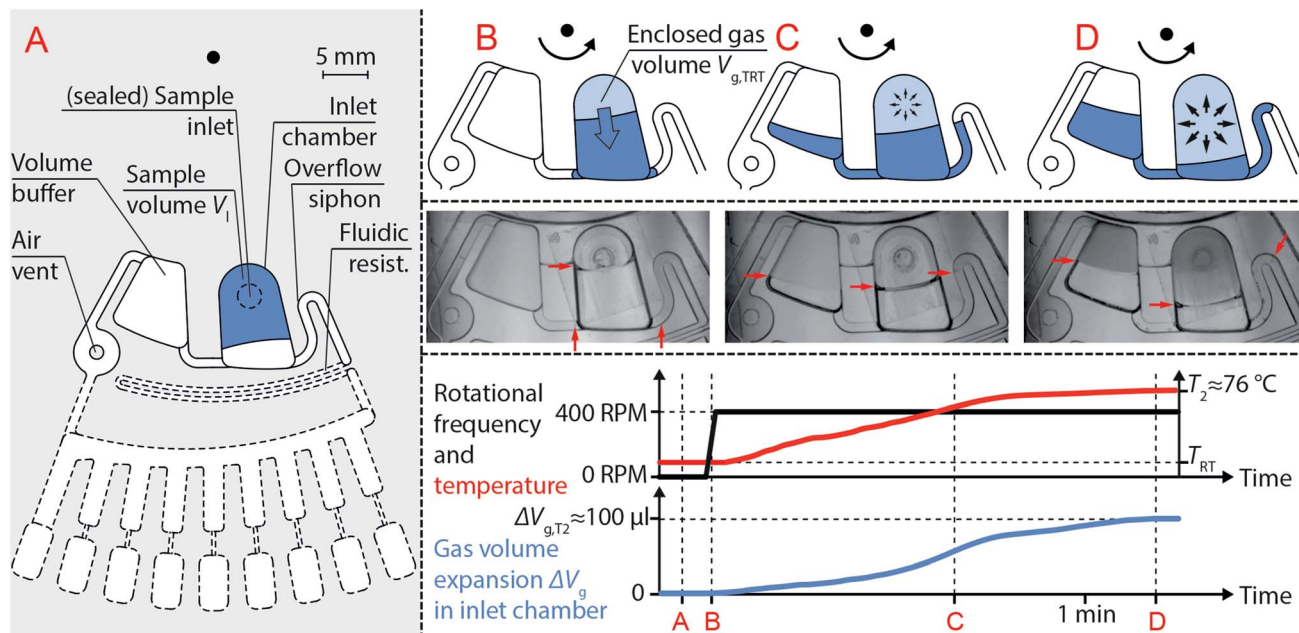 A
5 mm
(sealed) Sample
inlet
Inlet
chamber
Volume
buffer
Sample
volume V_I
Overflow
siphon
Air
vent
Fluidic
resist.
B
Enclosed gas
volume V_g,TRT
C
D
Rotational
frequency
and
temperature
400 RPM
0 RPM
T_2≈76 °C
T_RT
Time
ΔV_g,T2≈100 µl
Gas volume
expansion ΔV_g
in inlet chamber
0
Time
1 min
A B C D